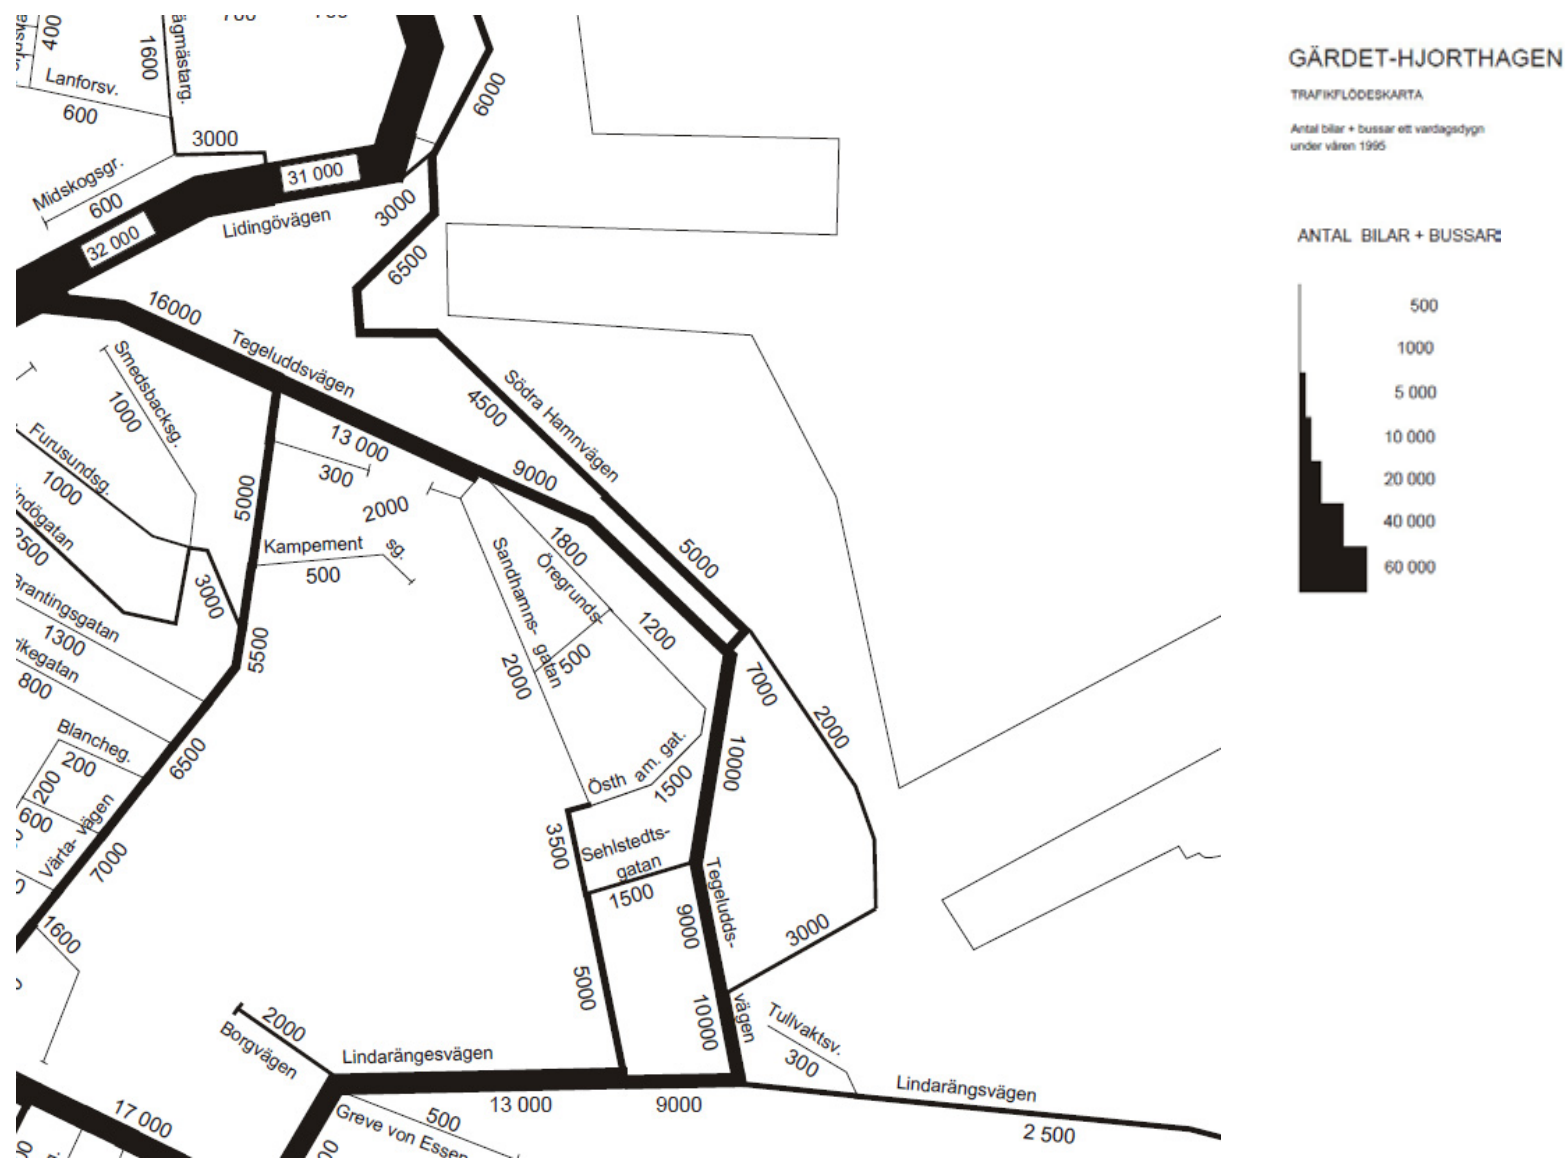 GÄRDET-HJORTHAGEN
TRAFIKFLÖDESKARTA
Antal bilar + bussar ett vardagsdygn
under våren 1995
ANTAL BILAR + BUSSAR:
500
1000
5 000
10 000
20 000
40 000
60 000
400
1600
ägmästarg.
Lanforsv.
600
3000
6000
Midskogsgr.
600
31 000
32 000
Lidingövägen
3000
6500
16000
Tegeluddsvägen
Smedsbacksg.
1000
13 000
300
Södra Hamnvägen
4500
9000
Furusundsg.
1000
5000
2000
ndögatan
2500
Kampement
sg.
500
3000
1800
Öregrunds-
5000
Sandhamns-
gatan
500
1200
2000
rantingsgatan
1300
5500
ikegatan
800
7000
2000
Blancheg.
200
200
600
6500
10000
Östh
am. gat.
1500
Värta-
vägen
7000
3500
Sehlstedts-
gatan
1500
Tegeludds-
vägen
9000
3000
1600
5000
10000
2000
Borgvägen
Lindarängesvägen
Tullvaktsv.
300
Lindarängsvägen
13 000
9000
2 500
17 000
500
Greve von Essen